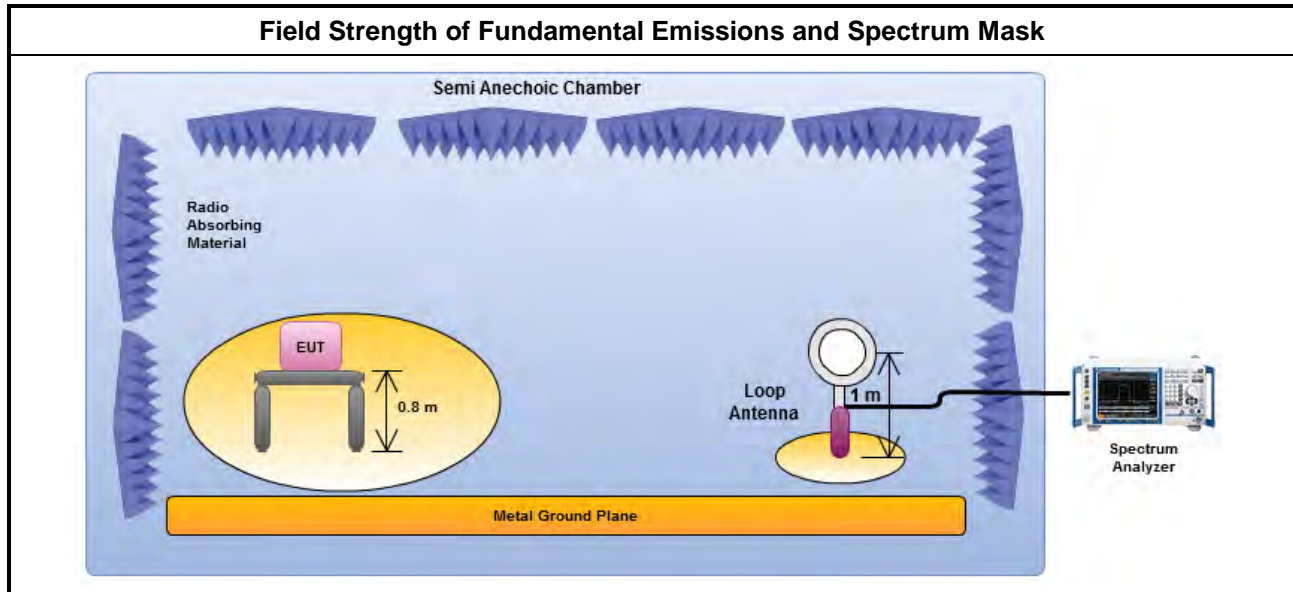 Field Strength of Fundamental Emissions and Spectrum Mask
Semi Anechoic Chamber
Radio
Absorbing
Material
EUT
0.8 m
Loop
Antenna
1 m
Spectrum
Analyzer
Metal Ground Plane